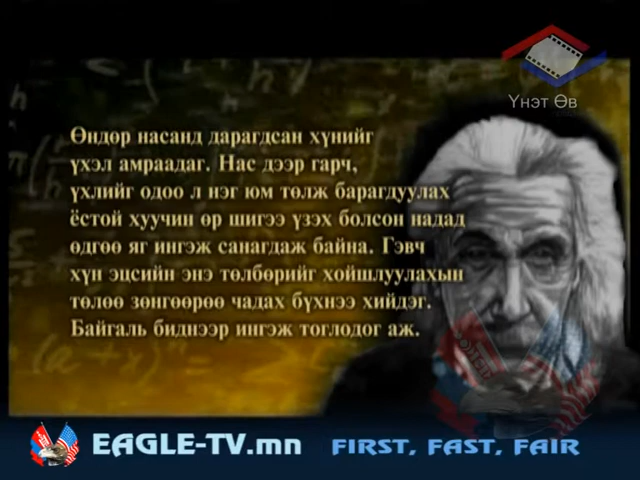 Үнэт Өв
Өндөр насанд дарагдсан хүнийг
үхэл амраадаг. Нас дээр гарч,
үхлийг одоо л нэг юм төлж барагдуулах
ёстой хуучин өр шигээ үзэх болсон надад
өдгөө яг ингэж санагдаж байна. Гэвч
хүн эцсийн энэ төлбөрийг хойшлуулахын
төлөө зөнгөөрөө чадах бүхнээ хийдэг.
Байгаль биднээр ингэж тоглодог аж.
EAGLE-TV.mn FIRST, FAST, FAIR